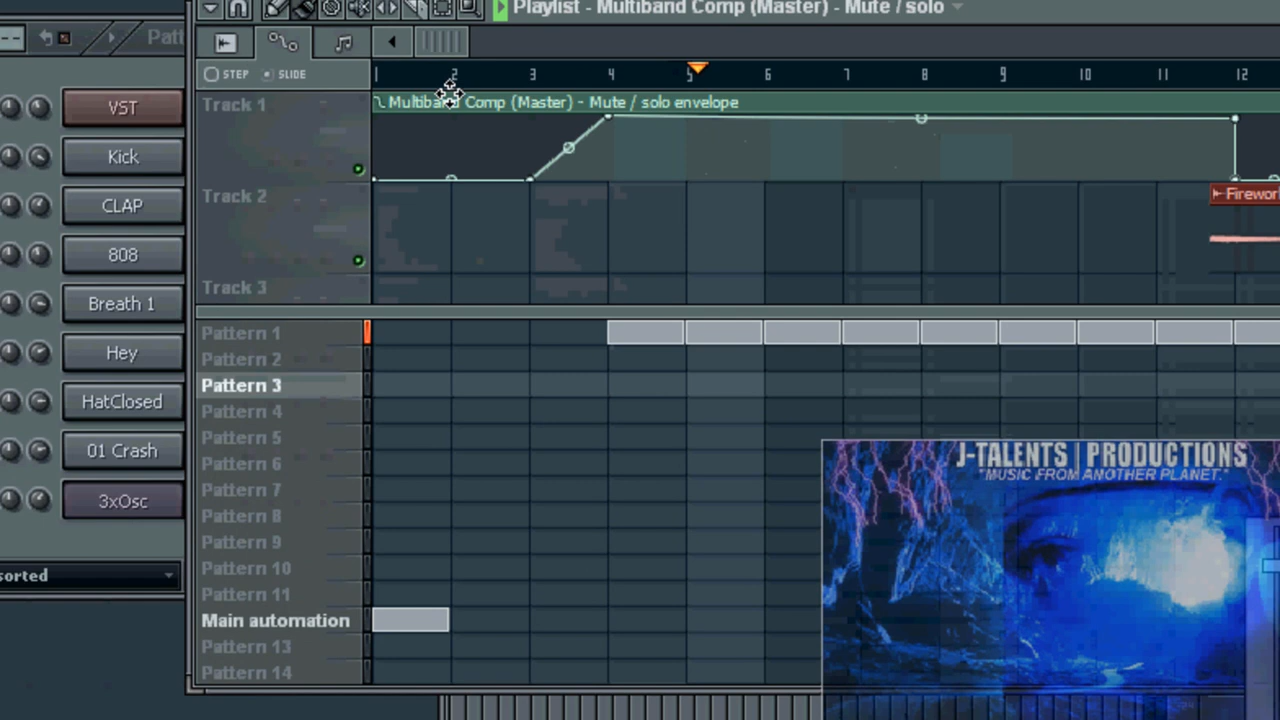 Playlist - Multiband Comp (Master) - Mute / solo
Patt
STEP SLIDE
1 2 3 4 5 6 7 8 9 10 11 12
Track 1
Multiband Comp (Master) - Mute / solo envelope
Track 2
Firewor
Track 3
VST
Kick
CLAP
808
Breath 1
Hey
HatClosed
01 Crash
3xOsc
sorted
Pattern 1
Pattern 2
Pattern 3
Pattern 4
Pattern 5
Pattern 6
Pattern 7
Pattern 8
Pattern 9
Pattern 10
Pattern 11
Main automation
Pattern 13
Pattern 14
J-TALENTS | PRODUCTIONS
"MUSIC FROM ANOTHER PLANET."